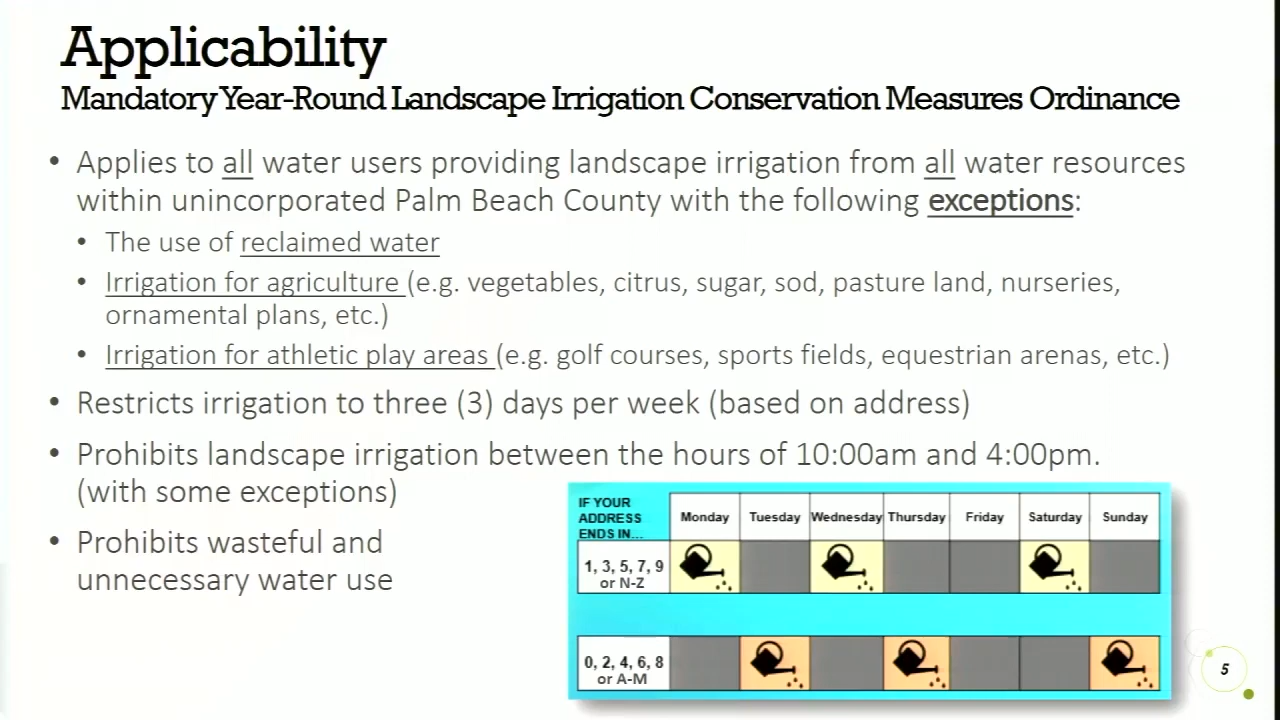 Applicability
Mandatory Year-Round Landscape Irrigation Conservation Measures Ordinance
• Applies to all water users providing landscape irrigation from all water resources
within unincorporated Palm Beach County with the following exceptions:
• The use of reclaimed water
• Irrigation for agriculture (e.g. vegetables, citrus, sugar, sod, pasture land, nurseries,
ornamental plans, etc.)
• Irrigation for athletic play areas (e.g. golf courses, sports fields, equestrian arenas, etc.)
• Restricts irrigation to three (3) days per week (based on address)
• Prohibits landscape irrigation between the hours of 10:00am and 4:00pm.
(with some exceptions)
• Prohibits wasteful and
unnecessary water use
IF YOUR
ADDRESS
ENDS IN...
Monday Tuesday Wednesday Thursday Friday Saturday Sunday
1, 3, 5, 7, 9
or N-Z
0, 2, 4, 6, 8
or A-M
5